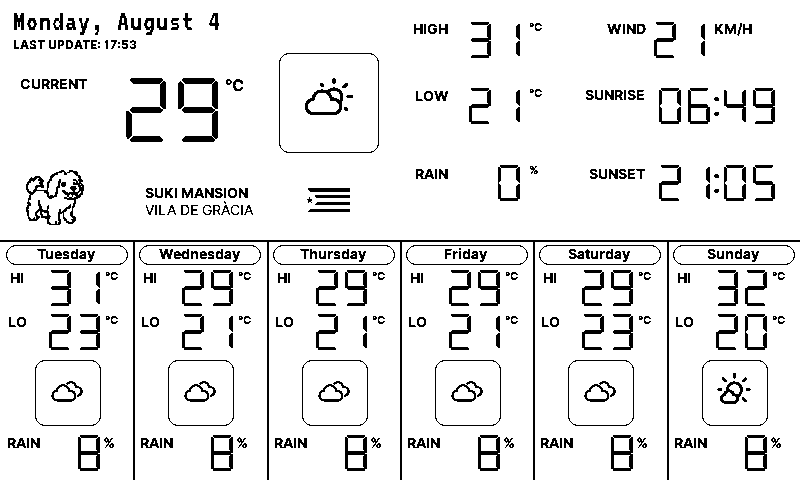 Monday, August 4
LAST UPDATE: 17:53
CURRENT 29 °C
HIGH 31 °C
LOW 21 °C
RAIN 0 %
WIND 21 KM/H
SUNRISE 06:49
SUNSET 21:05
SUKI MANSION
VILA DE GRÀCIA
Tuesday
HI 31 °C
LO 23 °C
RAIN 8 %
Wednesday
HI 29 °C
LO 21 °C
RAIN 8 %
Thursday
HI 29 °C
LO 21 °C
RAIN 8 %
Friday
HI 29 °C
LO 21 °C
RAIN 8 %
Saturday
HI 29 °C
LO 23 °C
RAIN 8 %
Sunday
HI 32 °C
LO 20 °C
RAIN 8 %